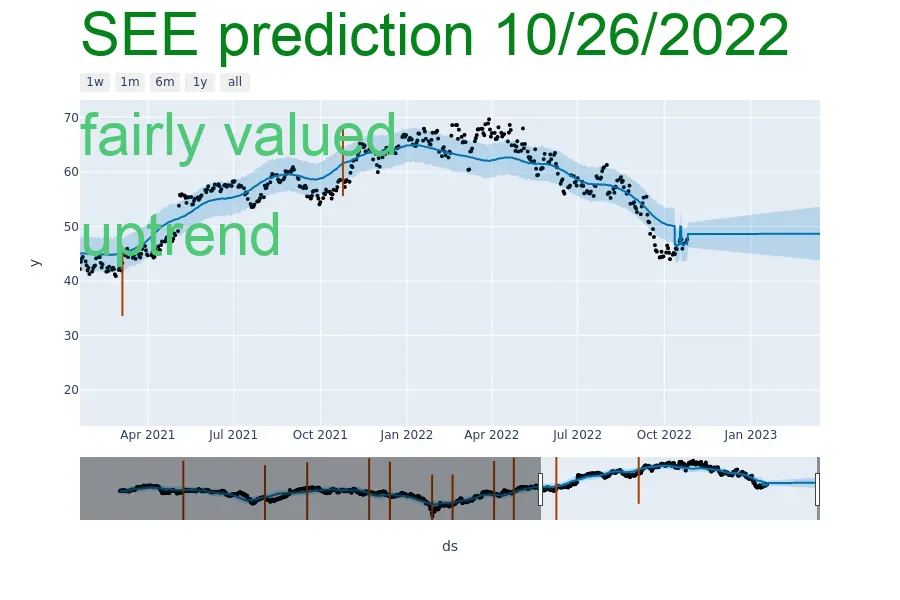 SEE prediction 10/26/2022
1w 1m 6m 1y all
fairly valued
uptrend
70
60
50
40
30
20
y
Apr 2021 Jul 2021 Oct 2021 Jan 2022 Apr 2022 Jul 2022 Oct 2022 Jan 2023
ds